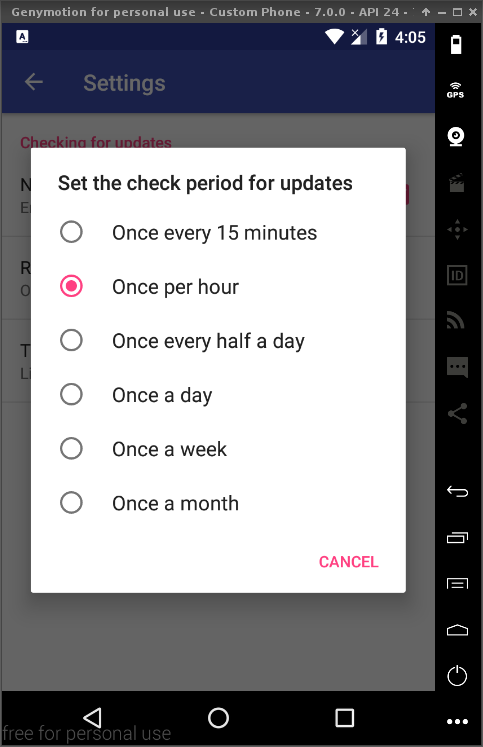 Genymotion for personal use - Custom Phone - 7.0.0 - API 24 -
A
4:05
Settings
Checking for updates
GPS
Set the check period for updates
Once every 15 minutes
Once per hour
ID
Once every half a day
Once a day
Once a week
Once a month
CANCEL
free for personal use